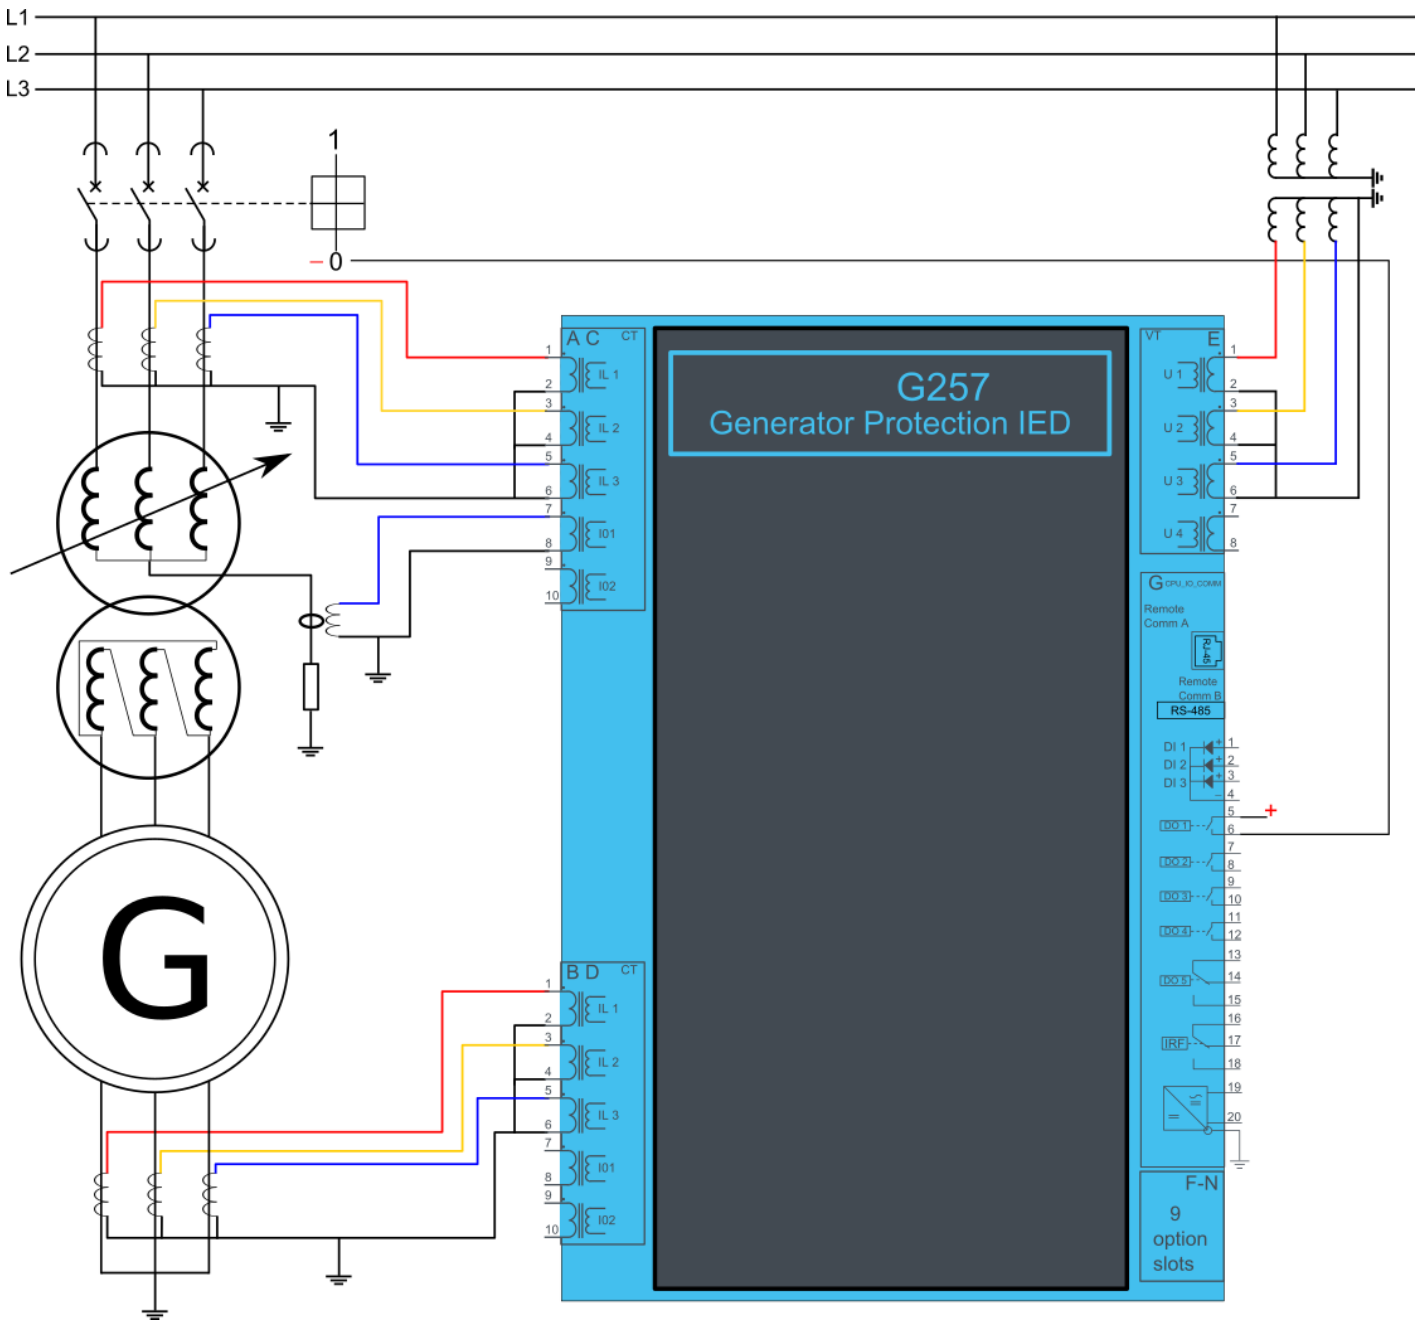 L1
L2
L3
1
– 0
A C CT
1
IL 1
2
3
IL 2
4
5
IL 3
6
7
I01
8
9
I02
10
G257
Generator Protection IED
VT E
1
U 1
2
3
U 2
4
5
U 3
6
7
U 4
8
G CPU_IO_COMM
Remote
Comm A
RJ-45
Remote
Comm B
RS-485
DI 1 + 1
DI 2 + 2
DI 3 + 3
– 4
5 +
DO 1 6
7
DO 2 8
9
DO 3 10
11
DO 4 12
13
DO 5 14
15
16
IRF 17
18
19
20
G
B D CT
1
IL 1
2
3
IL 2
4
5
IL 3
6
7
I01
8
9
I02
10
F-N
9
option
slots